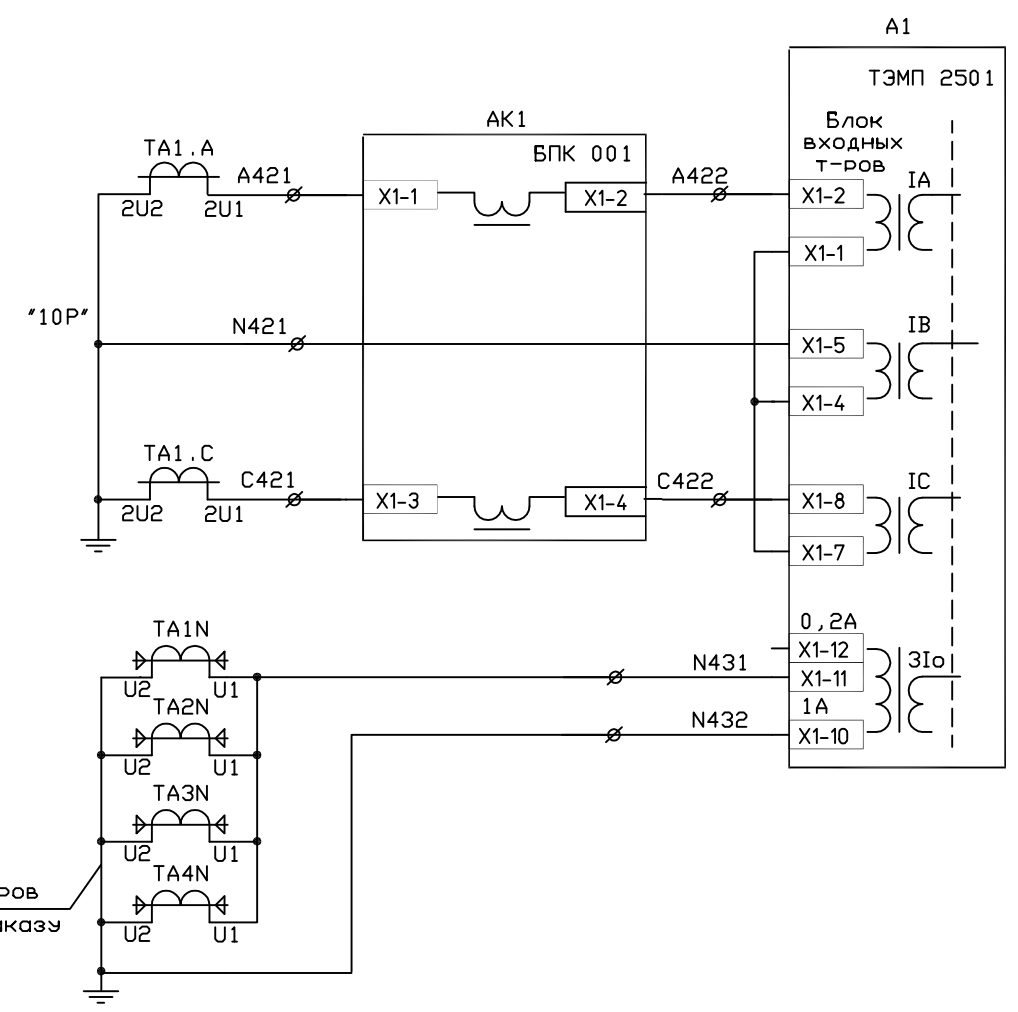 A1
ТЭМП 2501
АК1
БПК 001
Блок
входных
т-ров
TA1.A
A421
2U2
2U1
X1-1
X1-2
A422
X1-2
IA
X1-1
"10P"
N421
X1-5
IB
X1-4
TA1.C
C421
2U2
2U1
X1-3
X1-4
C422
X1-8
IC
X1-7
0,2A
X1-12
3Io
X1-11
1A
X1-10
TA1N
N431
U2
U1
TA2N
N432
U2
U1
TA3N
U2
U1
TA4N
ров
U2
U1
аказу